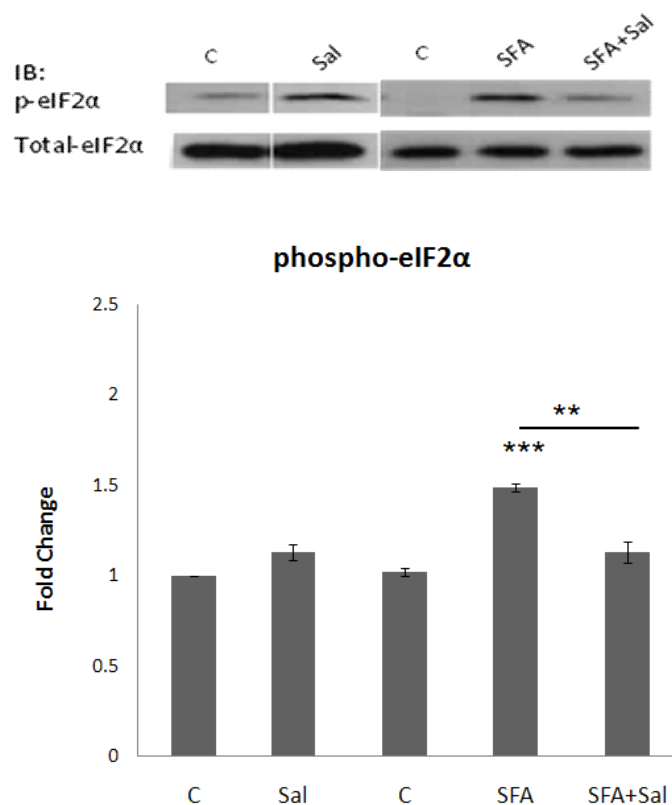 C Sal C SFA SFA+Sal
IB:
p-eIF2α
Total-eIF2α
phospho-eIF2α
2.5
2
**
***
1.5
1
0.5
0
Fold Change
C Sal C SFA SFA+Sal